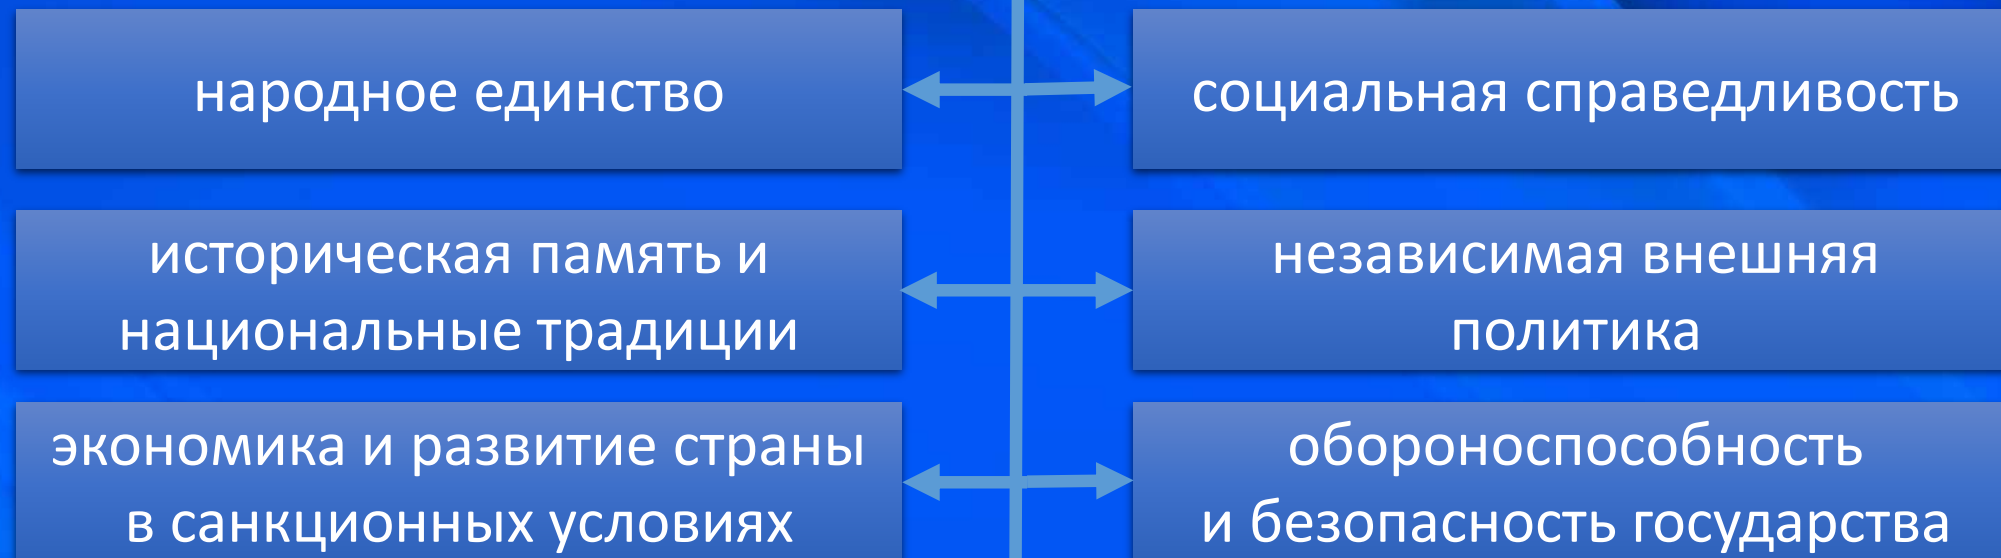 народное единство
социальная справедливость
историческая память и
национальные традиции
независимая внешняя
политика
экономика и развитие страны
в санкционных условиях
обороноспособность
и безопасность государства